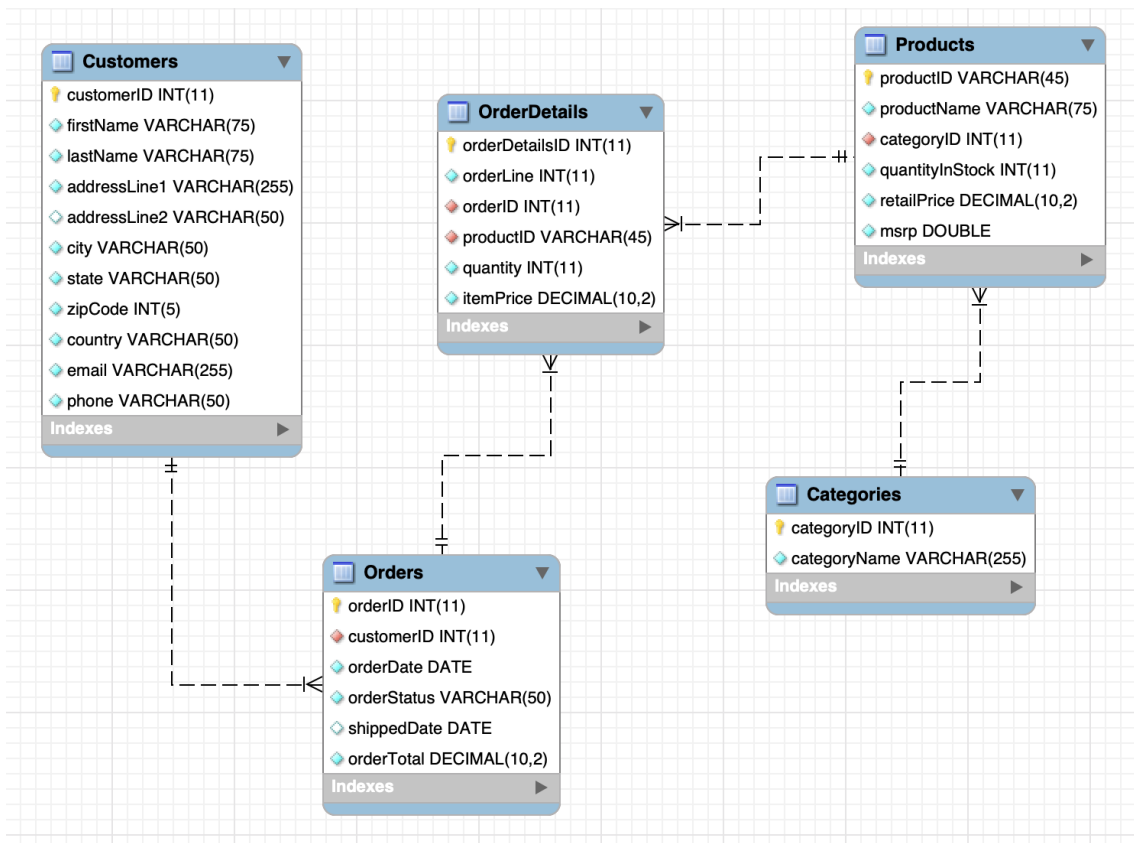 Customers
customerID INT(11)
firstName VARCHAR(75)
lastName VARCHAR(75)
addressLine1 VARCHAR(255)
addressLine2 VARCHAR(50)
city VARCHAR(50)
state VARCHAR(50)
zipCode INT(5)
country VARCHAR(50)
email VARCHAR(255)
phone VARCHAR(50)
Indexes
OrderDetails
orderDetailsID INT(11)
orderLine INT(11)
orderID INT(11)
productID VARCHAR(45)
quantity INT(11)
itemPrice DECIMAL(10,2)
Indexes
Products
productID VARCHAR(45)
productName VARCHAR(75)
categoryID INT(11)
quantityInStock INT(11)
retailPrice DECIMAL(10,2)
msrp DOUBLE
Indexes
Orders
orderID INT(11)
customerID INT(11)
orderDate DATE
orderStatus VARCHAR(50)
shippedDate DATE
orderTotal DECIMAL(10,2)
Indexes
Categories
categoryID INT(11)
categoryName VARCHAR(255)
Indexes